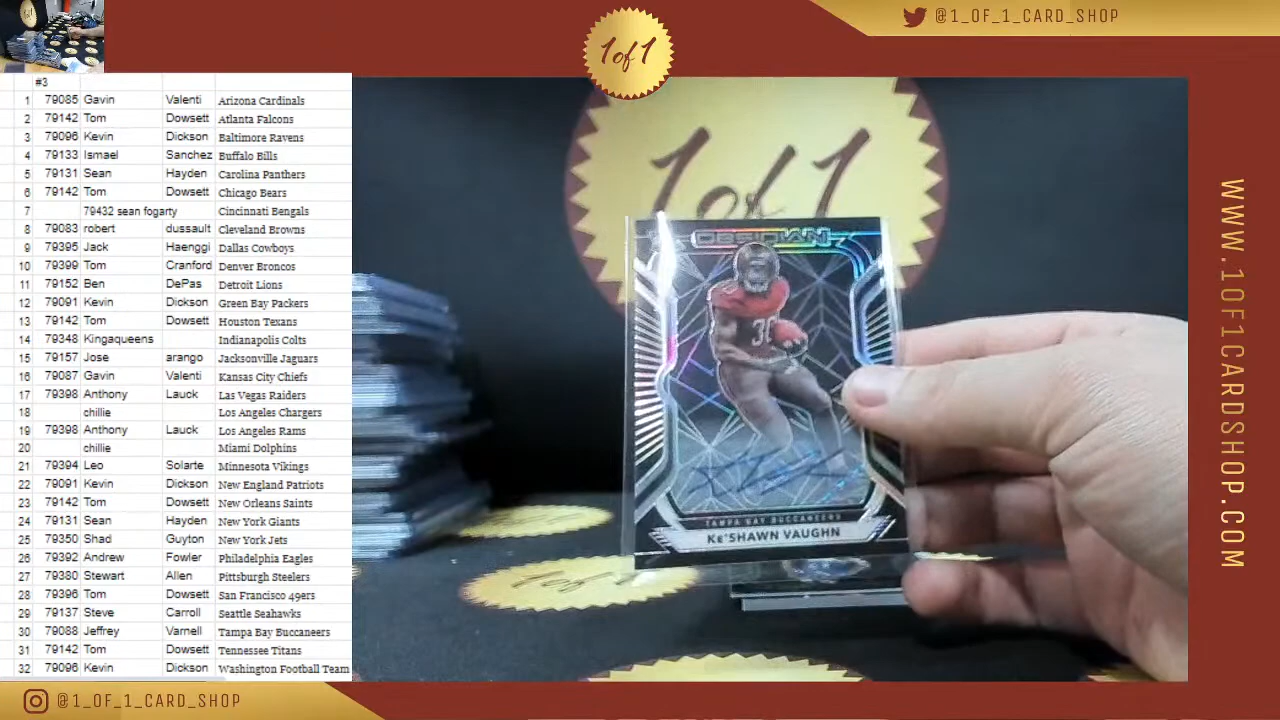 @1_OF_1_CARD_SHOP
1of1
#3
1 79085 Gavin Valenti Arizona Cardinals
2 79142 Tom Dowsett Atlanta Falcons
3 79096 Kevin Dickson Baltimore Ravens
4 79133 Ismael Sanchez Buffalo Bills
5 79131 Sean Hayden Carolina Panthers
6 79142 Tom Dowsett Chicago Bears
7 79432 sean fogarty Cincinnati Bengals
8 79083 robert dussault Cleveland Browns
9 79395 Jack Haenggi Dallas Cowboys
10 79399 Tom Cranford Denver Broncos
11 79152 Ben DePas Detroit Lions
12 79091 Kevin Dickson Green Bay Packers
13 79142 Tom Dowsett Houston Texans
14 79348 Kingaqueens Indianapolis Colts
15 79157 Jose arango Jacksonville Jaguars
16 79087 Gavin Valenti Kansas City Chiefs
17 79398 Anthony Lauck Las Vegas Raiders
18 chillie Los Angeles Chargers
19 79398 Anthony Lauck Los Angeles Rams
20 chillie Miami Dolphins
21 79394 Leo Solarte Minnesota Vikings
22 79091 Kevin Dickson New England Patriots
23 79142 Tom Dowsett New Orleans Saints
24 79131 Sean Hayden New York Giants
25 79350 Shad Guyton New York Jets
26 79392 Andrew Fowler Philadelphia Eagles
27 79380 Stewart Allen Pittsburgh Steelers
28 79396 Tom Dowsett San Francisco 49ers
29 79137 Steve Carroll Seattle Seahawks
30 79088 Jeffrey Varnell Tampa Bay Buccaneers
31 79142 Tom Dowsett Tennessee Titans
32 79096 Kevin Dickson Washington Football Team
1of1
OBSIDIAN
30
TAMPA BAY BUCCANEERS
Ke'SHAWN VAUGHN
WWW.1OF1CARDSHOP.COM
@1_OF_1_CARD_SHOP